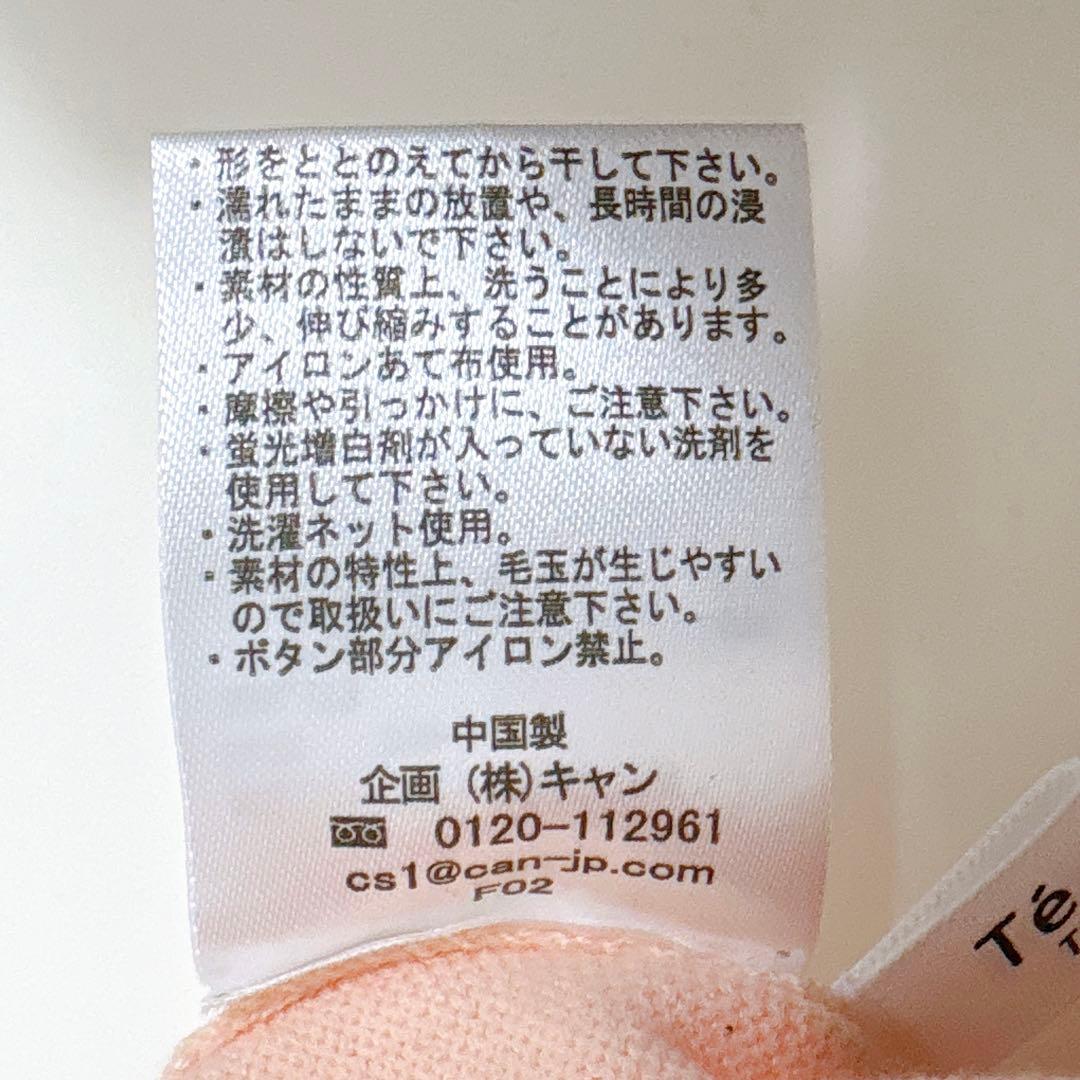 ・形をととのえてから干して下さい。
・濡れたままの放置や、長時間の浸
漬はしないで下さい。
・素材の性質上、洗うことにより多
少、伸び縮みすることがあります。
・アイロンあて布使用。
・摩擦や引っかけに、ご注意下さい。
・蛍光増白剤が入っていない洗剤を
使用して下さい。
・洗濯ネット使用。
・素材の特性上、毛玉が生じやすい
ので取扱いにご注意下さい。
・ボタン部分アイロン禁止。
中国製
企画 (株)キャン
0120-112961
cs1@can-jp.com
F02
Té